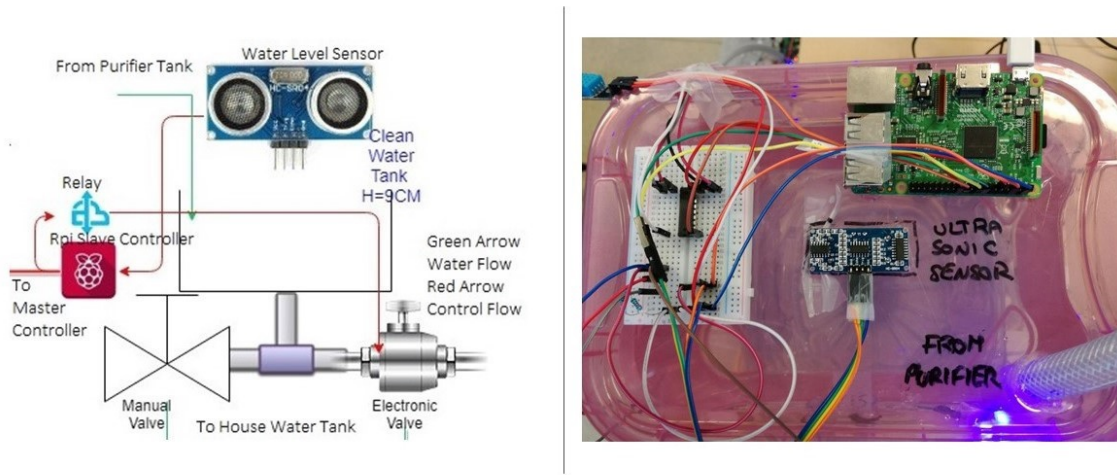 Water Level Sensor
From Purifier Tank
HC-SR04
Clean
Water
Tank
H=9CM
Relay
Rpi Slave Controller
Green Arrow
Water Flow
Red Arrow
Control Flow
To
Master
Controller
Manual
Valve
To House Water Tank
Electronic
Valve
ULTRA
SONIC
SENSOR
FROM
PURIFIER